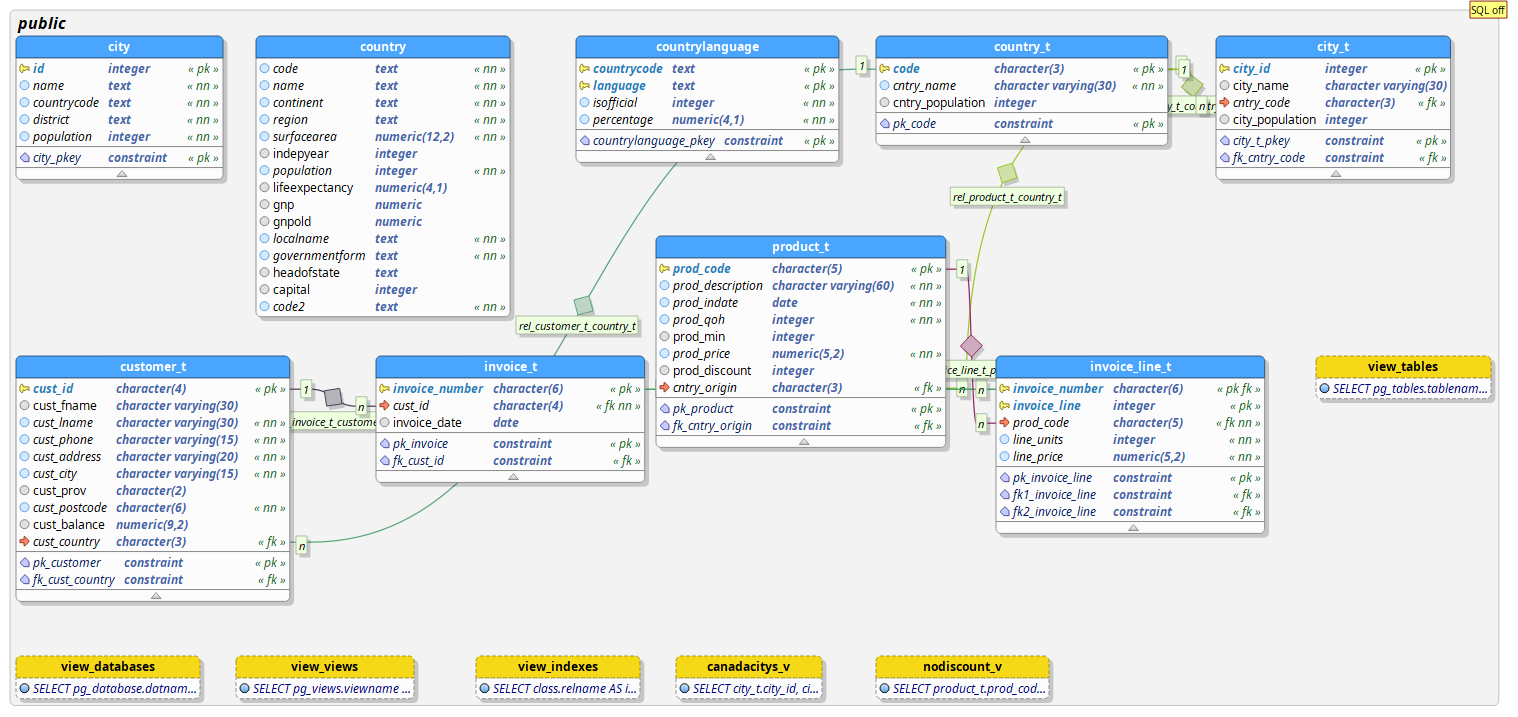 SQL off
public
city
id integer « pk »
name text « nn »
countrycode text « nn »
district text « nn »
population integer « nn »
city_pkey constraint « pk »
country
code text « nn »
name text « nn »
continent text « nn »
region text « nn »
surfacearea numeric(12,2) « nn »
indepyear integer
population integer « nn »
lifeexpectancy numeric(4,1)
gnp numeric
gnpold numeric
localname text « nn »
governmentform text « nn »
headofstate text
capital integer
code2 text « nn »
countrylanguage
countrycode text « pk »
language text « pk »
isofficial integer « nn »
percentage numeric(4,1) « nn »
countrylanguage_pkey constraint « pk »
1
country_t
code character(3) « pk »
cntry_name character varying(30) « nn »
cntry_population integer
pk_code constraint « pk »
1
n
city_t
city_id integer « pk »
city_name character varying(30)
cntry_code character(3) « fk »
city_population integer
city_t_pkey constraint « pk »
fk_cntry_code constraint « fk »
rel_product_t_country_t
rel_customer_t_country_t
product_t
prod_code character(5) « pk »
prod_description character varying(60) « nn »
prod_indate date « nn »
prod_qoh integer « nn »
prod_min integer
prod_price numeric(5,2) « nn »
prod_discount integer
cntry_origin character(3) « fk »
pk_product constraint « pk »
fk_cntry_origin constraint « fk »
1
n
n
n
customer_t
cust_id character(4) « pk »
cust_fname character varying(30)
cust_lname character varying(30) « nn »
cust_phone character varying(15) « nn »
cust_address character varying(20) « nn »
cust_city character varying(15) « nn »
cust_prov character(2)
cust_postcode character(6) « nn »
cust_balance numeric(9,2)
cust_country character(3) « fk »
pk_customer constraint « pk »
fk_cust_country constraint « fk »
1
n
invoice_t_custome
n
invoice_t
invoice_number character(6) « pk »
cust_id character(4) « fk nn »
invoice_date date
pk_invoice constraint « pk »
fk_cust_id constraint « fk »
invoice_line_t
invoice_number character(6) « pk fk »
invoice_line integer « pk »
prod_code character(5) « fk nn »
line_units integer « nn »
line_price numeric(5,2) « nn »
pk_invoice_line constraint « pk »
fk1_invoice_line constraint « fk »
fk2_invoice_line constraint « fk »
view_tables
SELECT pg_tables.tablenam...
view_databases
SELECT pg_database.datnam...
view_views
SELECT pg_views.viewname ...
view_indexes
SELECT class.relname AS i...
canadacitys_v
SELECT city_t.city_id, ci...
nodiscount_v
SELECT product_t.prod_cod...